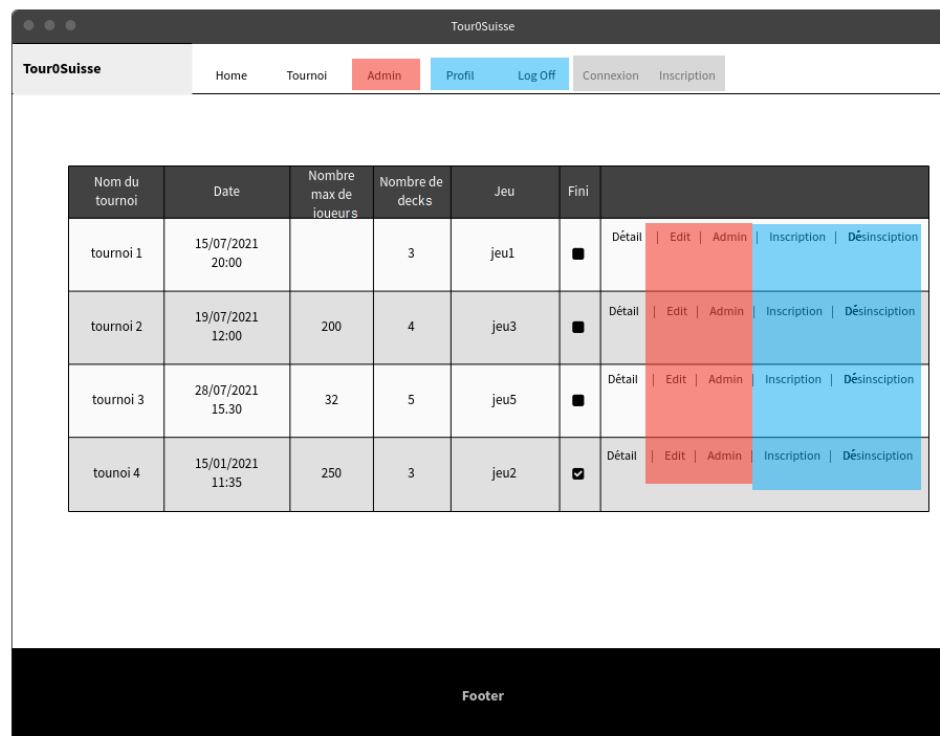 Tour0Suisse
Tour0Suisse
Home Tournoi Admin Profil Log Off Connexion Inscription
Nom du tournoi Date Nombre max de joueurs Nombre de decks Jeu Fini
tournoi 1 15/07/2021 20:00 3 jeu1 Détail | Edit | Admin | Inscription | Désinsciption
tournoi 2 19/07/2021 12:00 200 4 jeu3 Détail | Edit | Admin | Inscription | Désinsciption
tournoi 3 28/07/2021 15.30 32 5 jeu5 Détail | Edit | Admin | Inscription | Désinsciption
tounoi 4 15/01/2021 11:35 250 3 jeu2 Détail | Edit | Admin | Inscription | Désinsciption
Footer